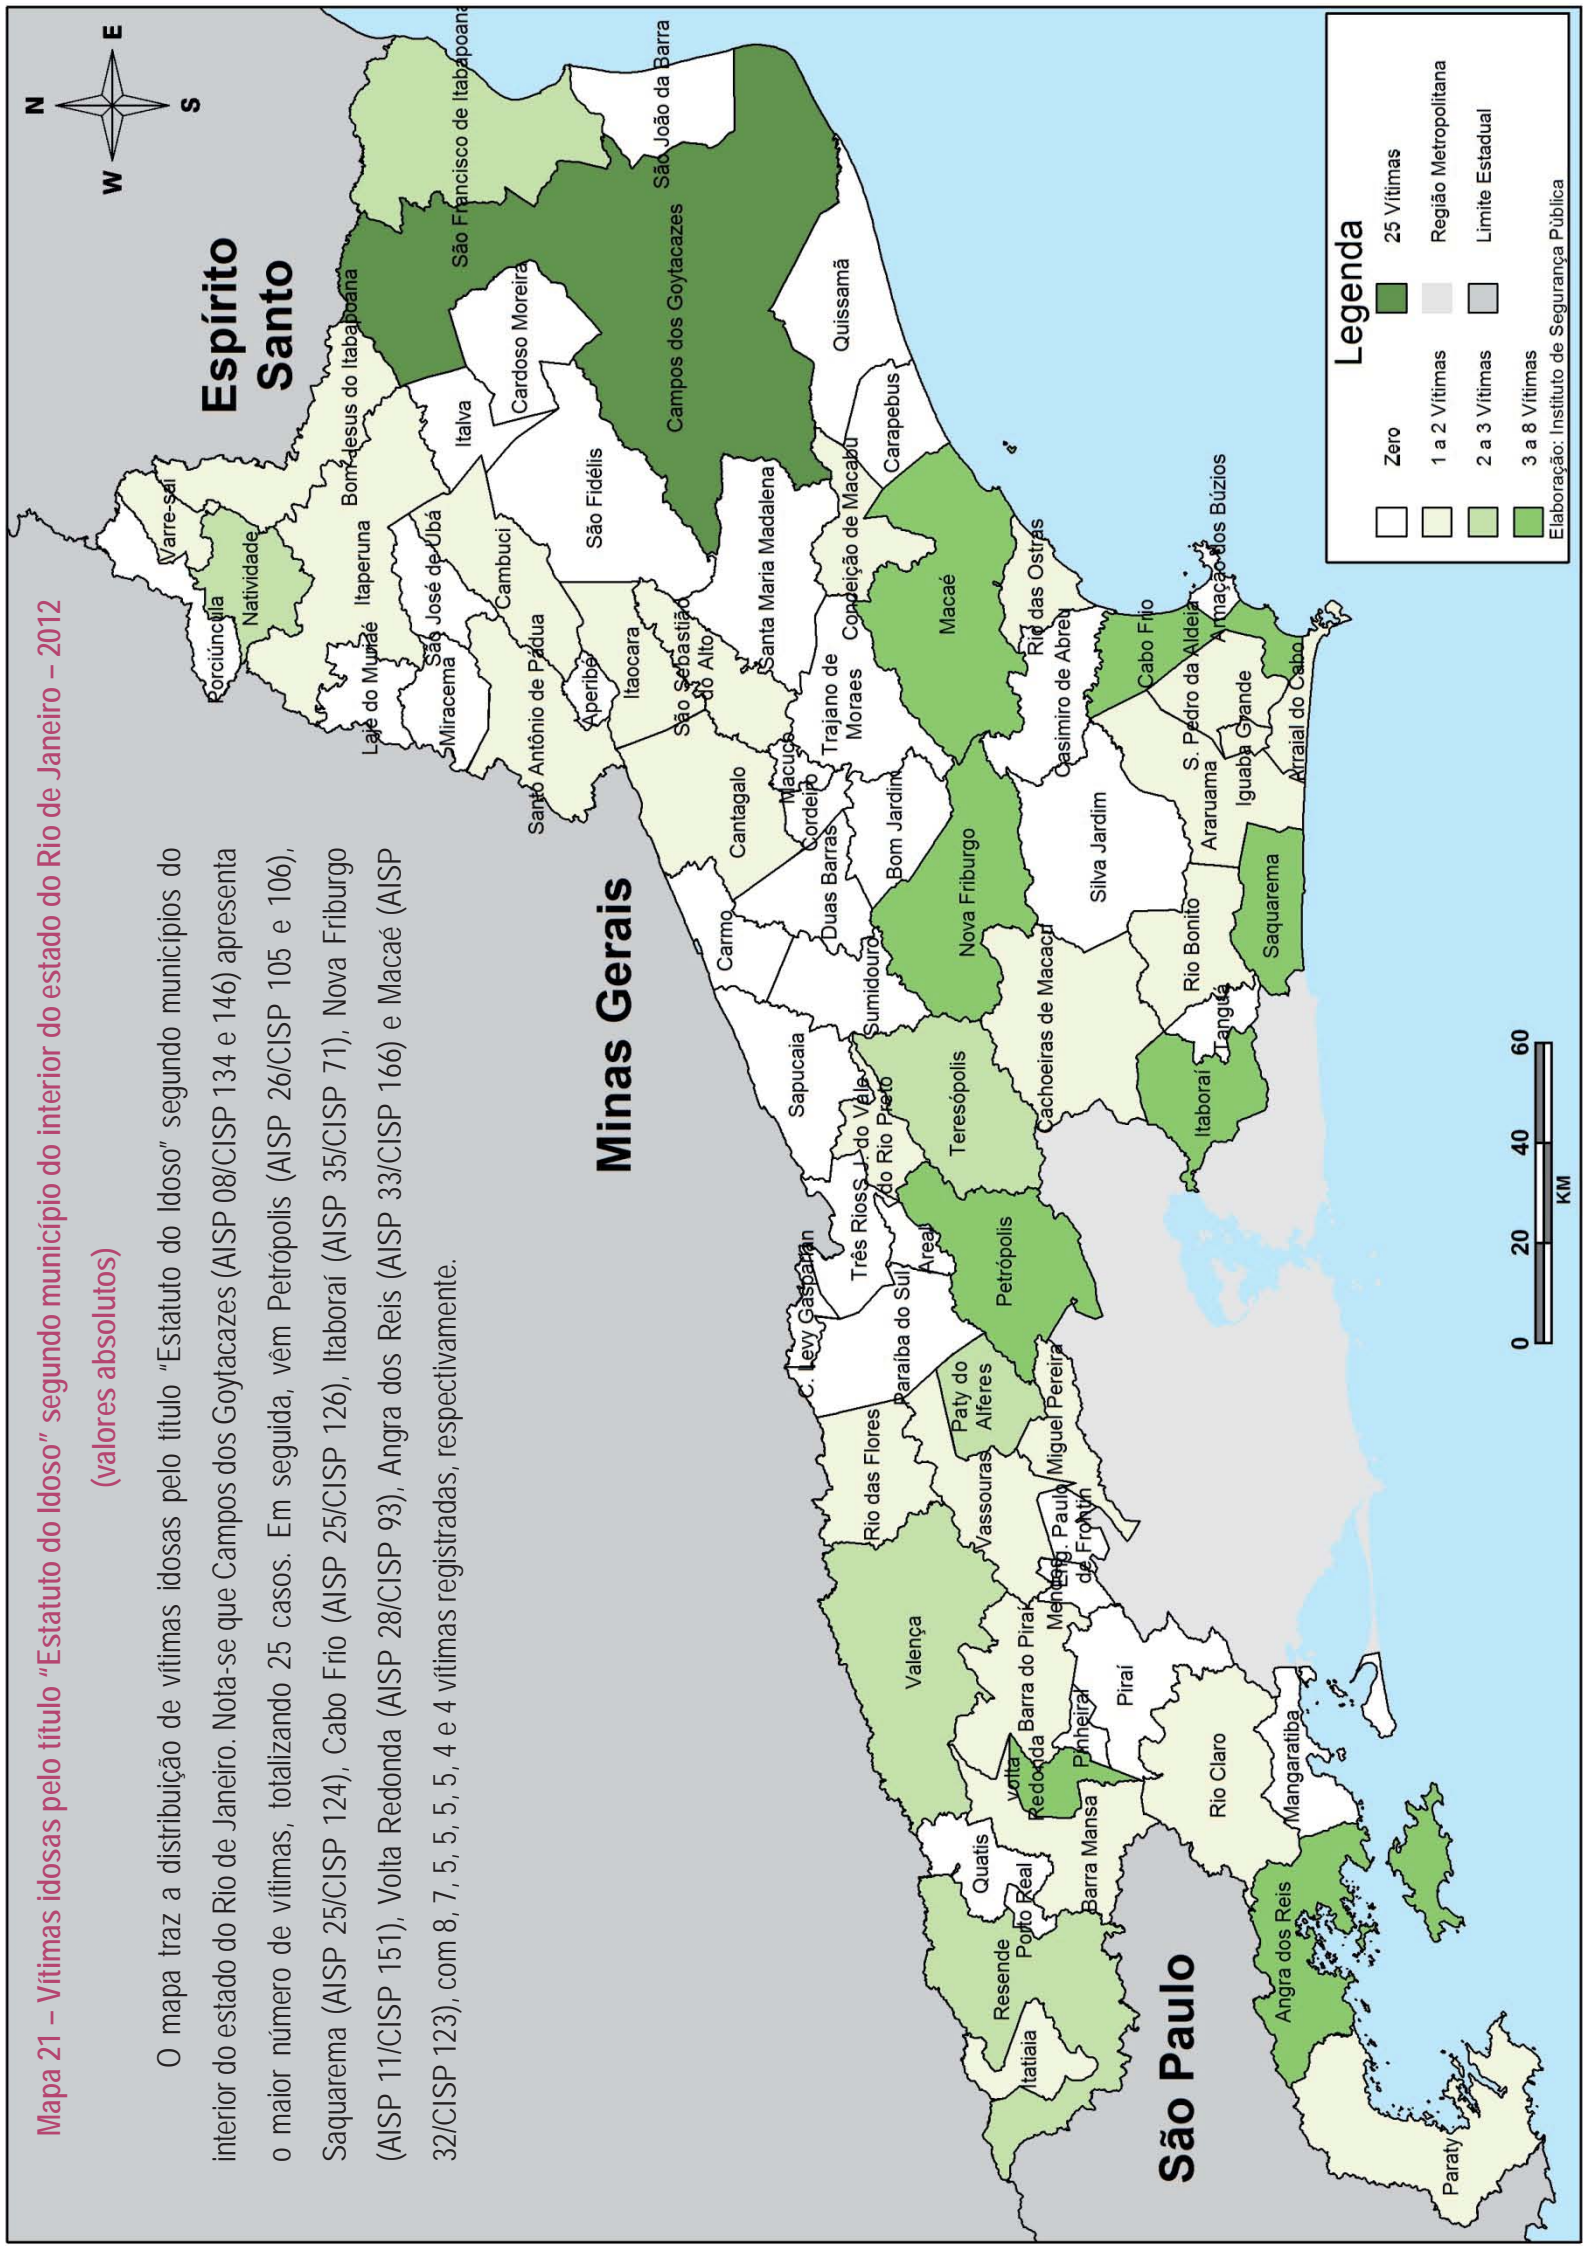 Mapa 21 – Vítimas idosas pelo título "Estatuto do Idoso" segundo município do interior do estado do Rio de Janeiro – 2012
(valores absolutos)
O mapa traz a distribuição de vítimas idosas pelo título "Estatuto do Idoso" segundo municípios do
interior do estado do Rio de Janeiro. Nota-se que Campos dos Goytacazes (AISP 08/CISP 134 e 146) apresenta
o maior número de vítimas, totalizando 25 casos. Em seguida, vêm Petrópolis (AISP 26/CISP 105 e 106),
Saquarema (AISP 25/CISP 124), Cabo Frio (AISP 25/CISP 126), Itaboraí (AISP 35/CISP 71), Nova Friburgo
(AISP 11/CISP 151), Volta Redonda (AISP 28/CISP 93), Angra dos Reis (AISP 33/CISP 166) e Macaé (AISP
32/CISP 123), com 8, 7, 5, 5, 5, 5, 4 e 4 vítimas registradas, respectivamente.
N
W
E
S
Espírito
Santo
Minas Gerais
São Paulo
Porciúncula
Varre-sai
Natividade
Bom Jesus do Itabapoana
Itaperuna
Laje do Muriaé
São José de Ubá
Miracema
Italva
Cardoso Moreira
São Francisco de Itabapoana
São João da Barra
Campos dos Goytacazes
Cambuci
São Fidélis
Santo Antônio de Pádua
Aperibé
Itaocara
São Sebastião
do Alto
Santa Maria Madalena
Quissamã
Carapebus
Conceição de Macabu
Macaé
Rio das Ostras
Casimiro de Abreu
Trajano de
Moraes
Cantagalo
Macuco
Cordeiro
Carmo
Duas Barras
Bom Jardim
Nova Friburgo
Sumidouro
Silva Jardim
Cabo Frio
Armação dos Búzios
S. Pedro da Aldeia
Iguaba Grande
Arraial do Cabo
Araruama
Saquarema
Rio Bonito
Tanguá
Itaboraí
Cachoeiras de Macacu
Teresópolis
Sapucaia
S.J. do Vale
do Rio Preto
Três Rios
Areal
Petrópolis
C. Levy Gasparian
Paraíba do Sul
Paty do
Alferes
Miguel Pereira
Rio das Flores
Vassouras
Eng. Paulo
de Frontin
Mendes
Valença
Barra do Piraí
Piraí
Pinheiral
Volta
Redonda
Barra Mansa
Rio Claro
Mangaratiba
Quatis
Porto Real
Resende
Itatiaia
Angra dos Reis
Paraty
0 20 40 60
KM
Legenda
Zero
1 a 2 Vítimas
2 a 3 Vítimas
3 a 8 Vítimas
25 Vítimas
Região Metropolitana
Limite Estadual
Elaboração: Instituto de Segurança Pública